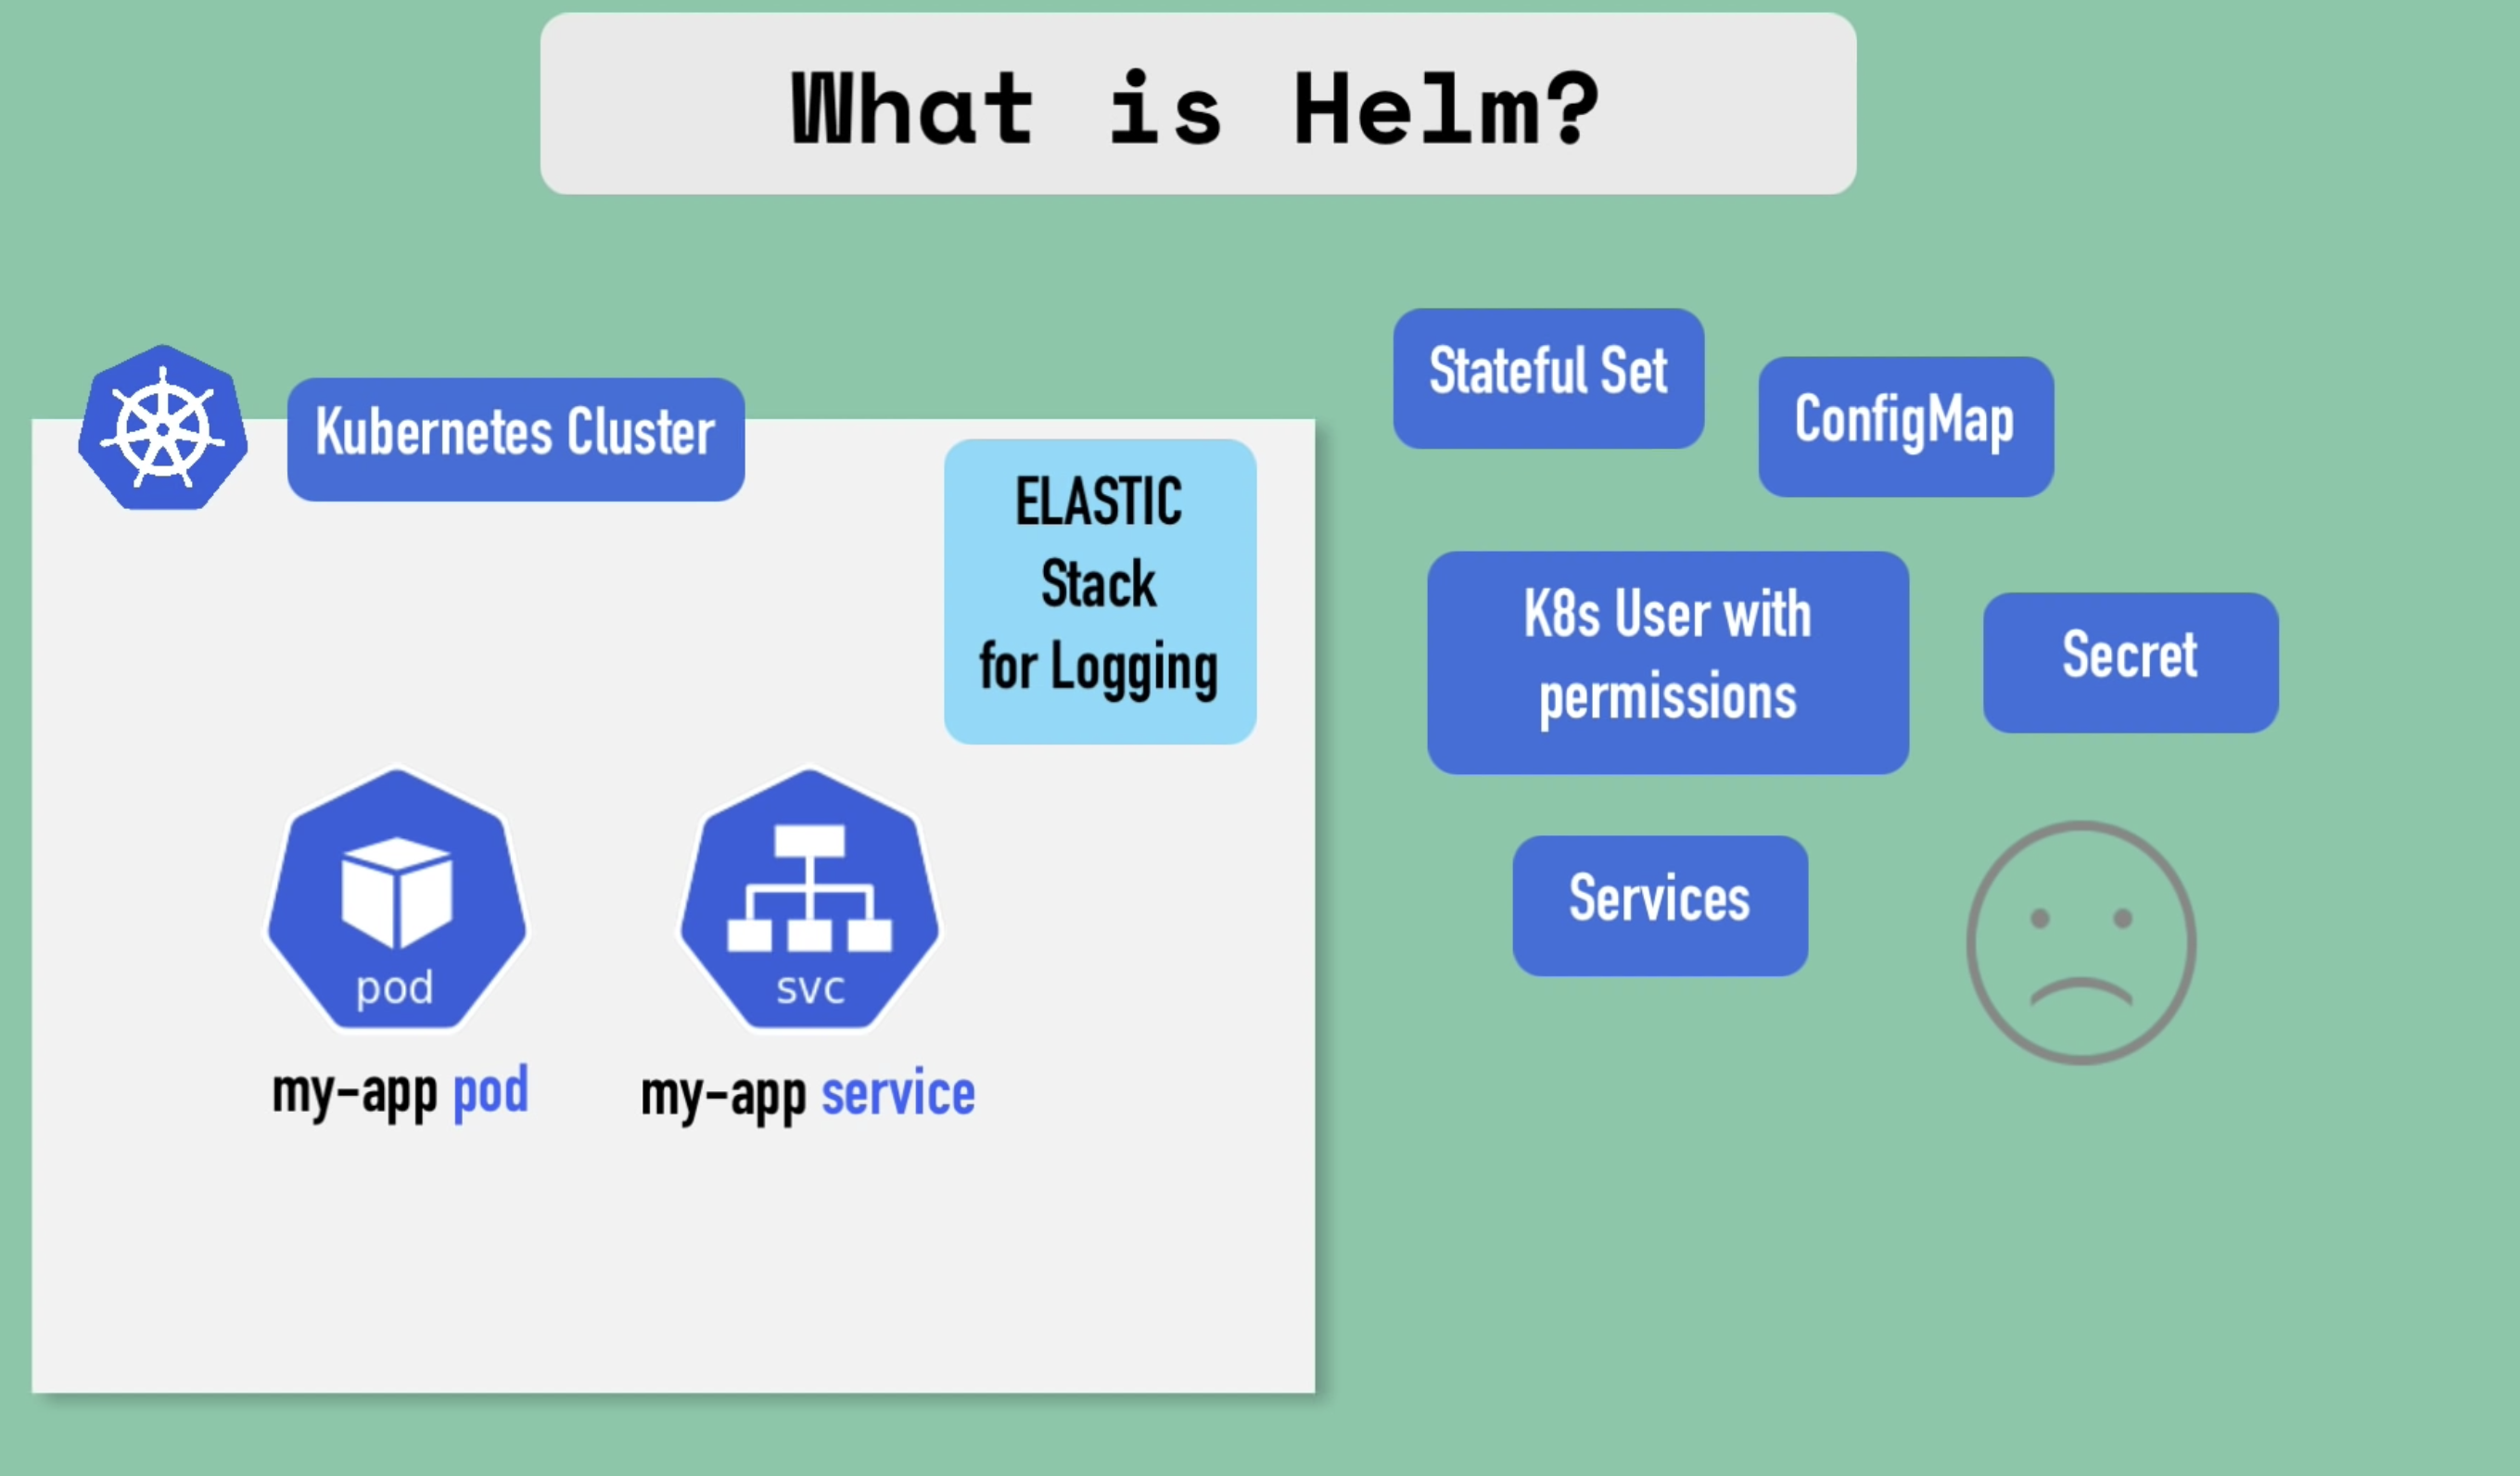 What is Helm?
Kubernetes Cluster
ELASTIC
Stack
for Logging
pod
my-app pod
svc
my-app service
Stateful Set
ConfigMap
K8s User with
permissions
Secret
Services